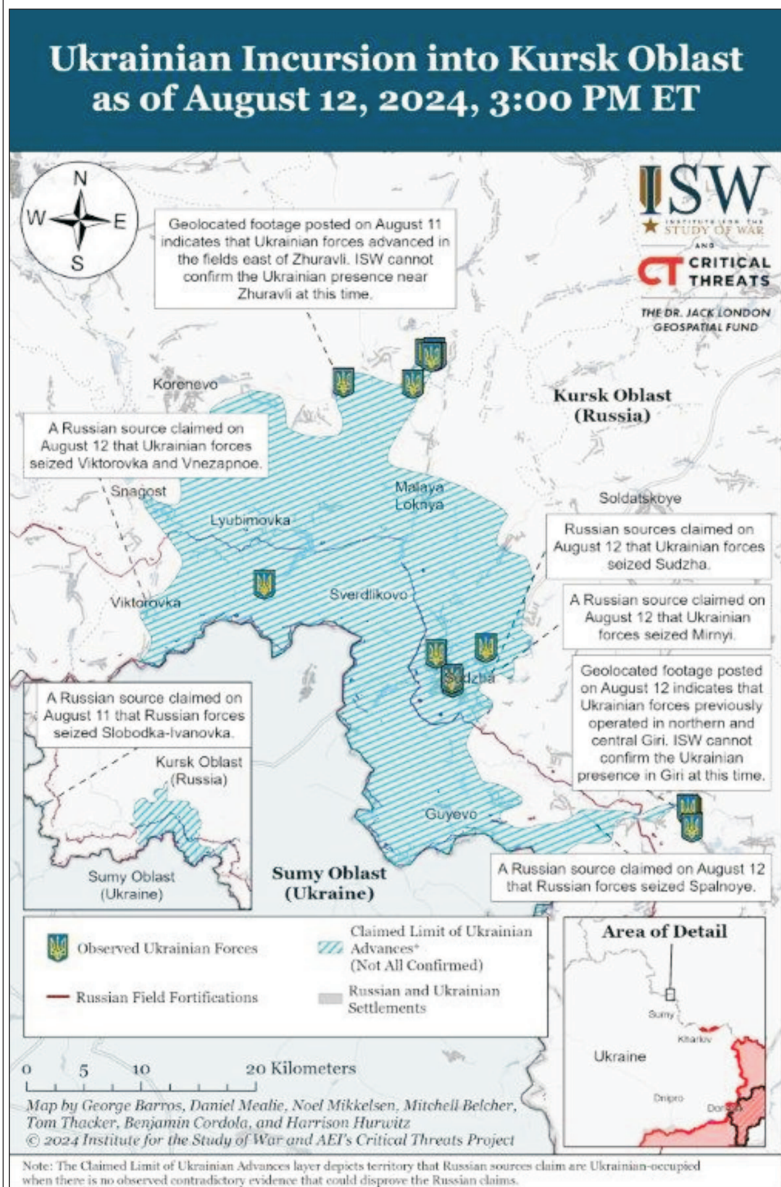 Ukrainian Incursion into Kursk Oblast
as of August 12, 2024, 3:00 PM ET
N
W
E
S
ISW
INSTITUTE FOR THE
STUDY OF WAR
AND
CT CRITICAL
THREATS
THE DR. JACK LONDON
GEOSPATIAL FUND
Geolocated footage posted on August 11
indicates that Ukrainian forces advanced in
the fields east of Zhuravli. ISW cannot
confirm the Ukrainian presence near
Zhuravli at this time.
Korenevo
Kursk Oblast
(Russia)
A Russian source claimed on
August 12 that Ukrainian forces
seized Viktorovka and Vnezapnoe.
Snagost
Malaya
Loknya
Soldatskoye
Lyubimovka
Russian sources claimed on
August 12 that Ukrainian forces
seized Sudzha.
Viktorovka
Sverdlikovo
A Russian source claimed on
August 12 that Ukrainian
forces seized Mirnyi.
Sudzha
Geolocated footage posted
on August 12 indicates that
Ukrainian forces previously
operated in northern and
central Giri. ISW cannot
confirm the Ukrainian
presence in Giri at this time.
A Russian source claimed on
August 11 that Russian forces
seized Slobodka-Ivanovka.
Kursk Oblast
(Russia)
Sumy Oblast
(Ukraine)
Guyevo
Sumy Oblast
(Ukraine)
A Russian source claimed on August 12
that Russian forces seized Spalnoye.
Observed Ukrainian Forces
Claimed Limit of Ukrainian
Advances*
(Not All Confirmed)
Russian Field Fortifications
Russian and Ukrainian
Settlements
Area of Detail
Sumy
Kharkiv
Ukraine
Dnipro
0 5 10 20 Kilometers
Map by George Barros, Daniel Mealie, Noel Mikkelsen, Mitchell Belcher,
Tom Thacker, Benjamin Cordola, and Harrison Hurwitz
© 2024 Institute for the Study of War and AEI's Critical Threats Project
Note: The Claimed Limit of Ukrainian Advances layer depicts territory that Russian sources claim are Ukrainian-occupied
when there is no observed contradictory evidence that could disprove the Russian claims.